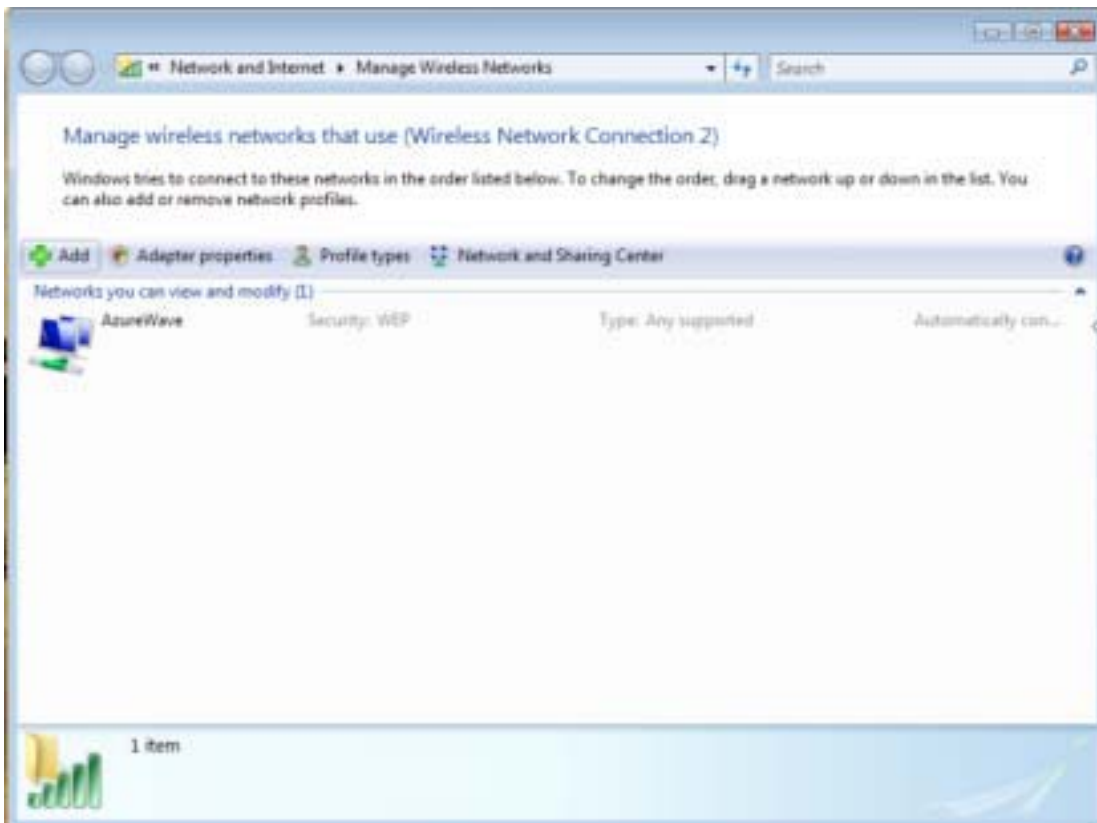 « Network and Internet ▸ Manage Wireless Networks Search
Manage wireless networks that use (Wireless Network Connection 2)
Windows tries to connect to these networks in the order listed below. To change the order, drag a network up or down in the list. You
can also add or remove network profiles.
Add Adapter properties Profile types Network and Sharing Center
Networks you can view and modify (1)
AzureWave Security: WEP Type: Any supported Automatically con...
1 item